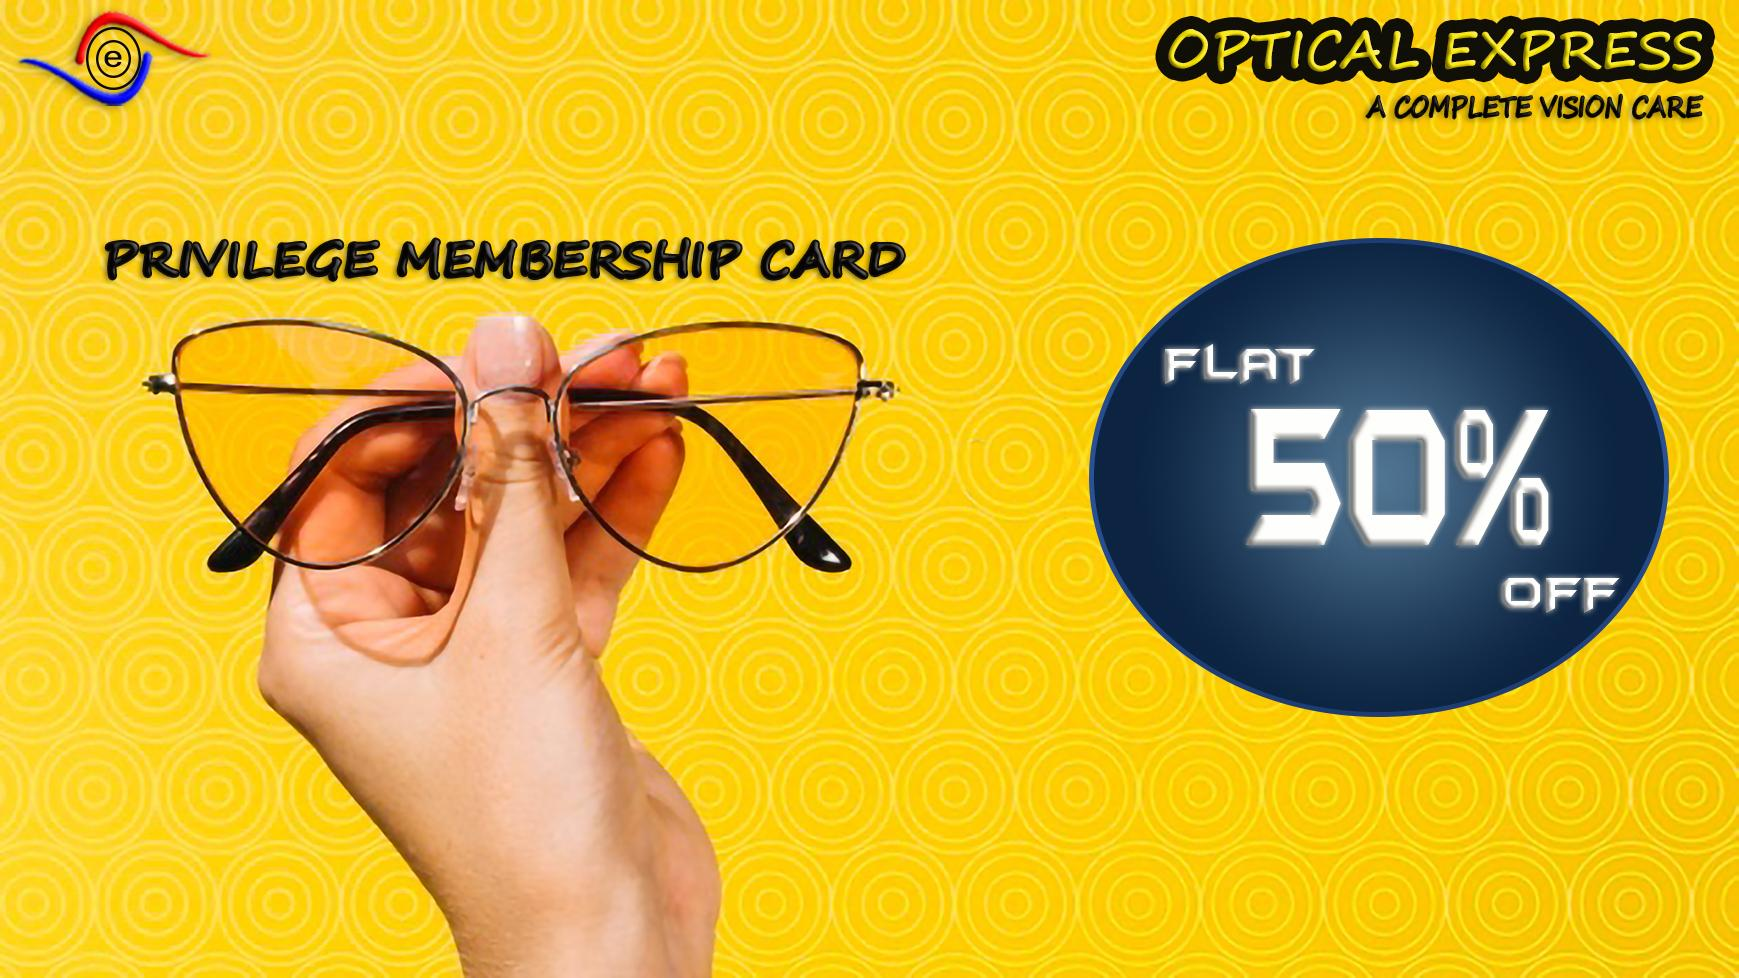 e
OPTICAL EXPRESS
A COMPLETE VISION CARE
PRIVILEGE MEMBERSHIP CARD
FLAT
50%
OFF